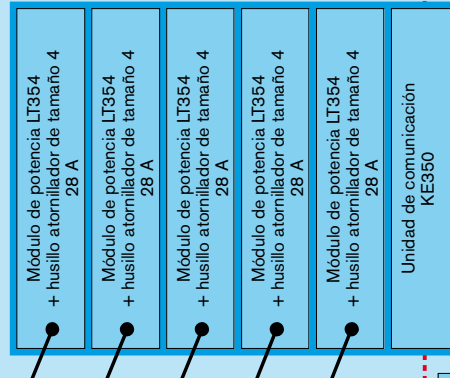 Módulo de potencia LT354
+ husillo atornillador de tamaño 4
28 A
Módulo de potencia LT354
+ husillo atornillador de tamaño 4
28 A
Módulo de potencia LT354
+ husillo atornillador de tamaño 4
28 A
Módulo de potencia LT354
+ husillo atornillador de tamaño 4
28 A
Módulo de potencia LT354
+ husillo atornillador de tamaño 4
28 A
Unidad de comunicación
KE350